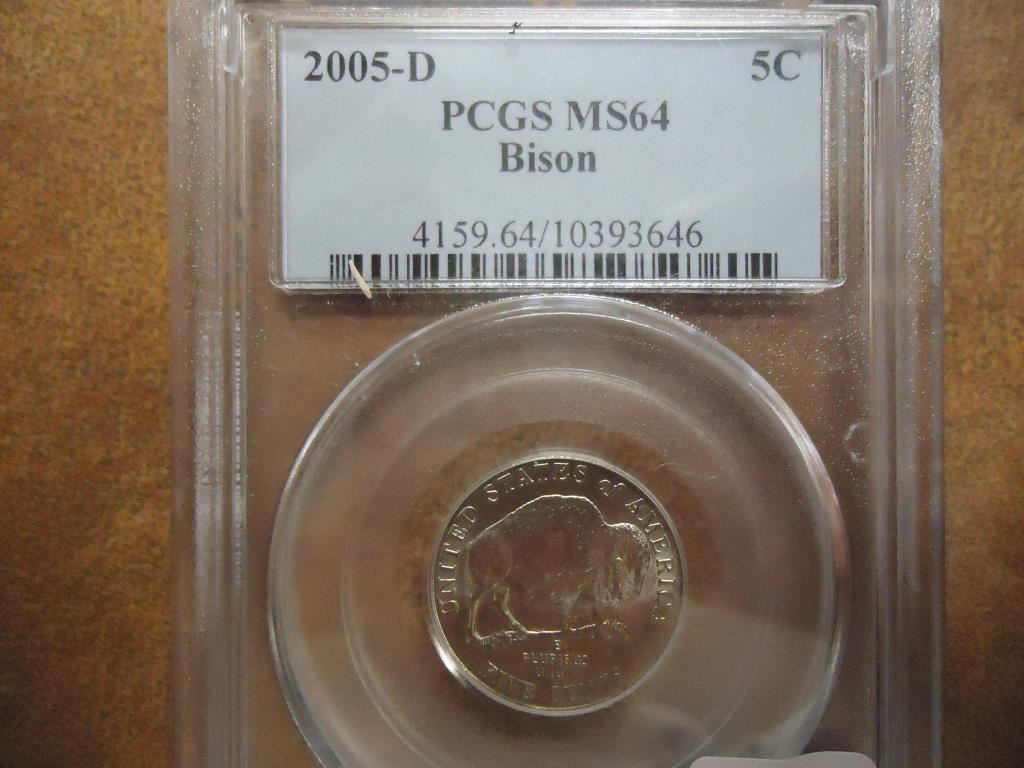 2005-D 5C
PCGS MS64
Bison
4159.64/10393646
UNITED STATES of AMERICA
E
PLURIBUS
UNUM
FIVE CENTS